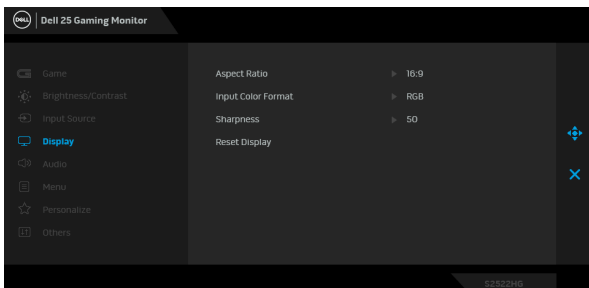 DELL Dell 25 Gaming Monitor
Game
Brightness/Contrast
Input Source
Display
Audio
Menu
Personalize
Others
Aspect Ratio 16:9
Input Color Format RGB
Sharpness 50
Reset Display
S2522HG